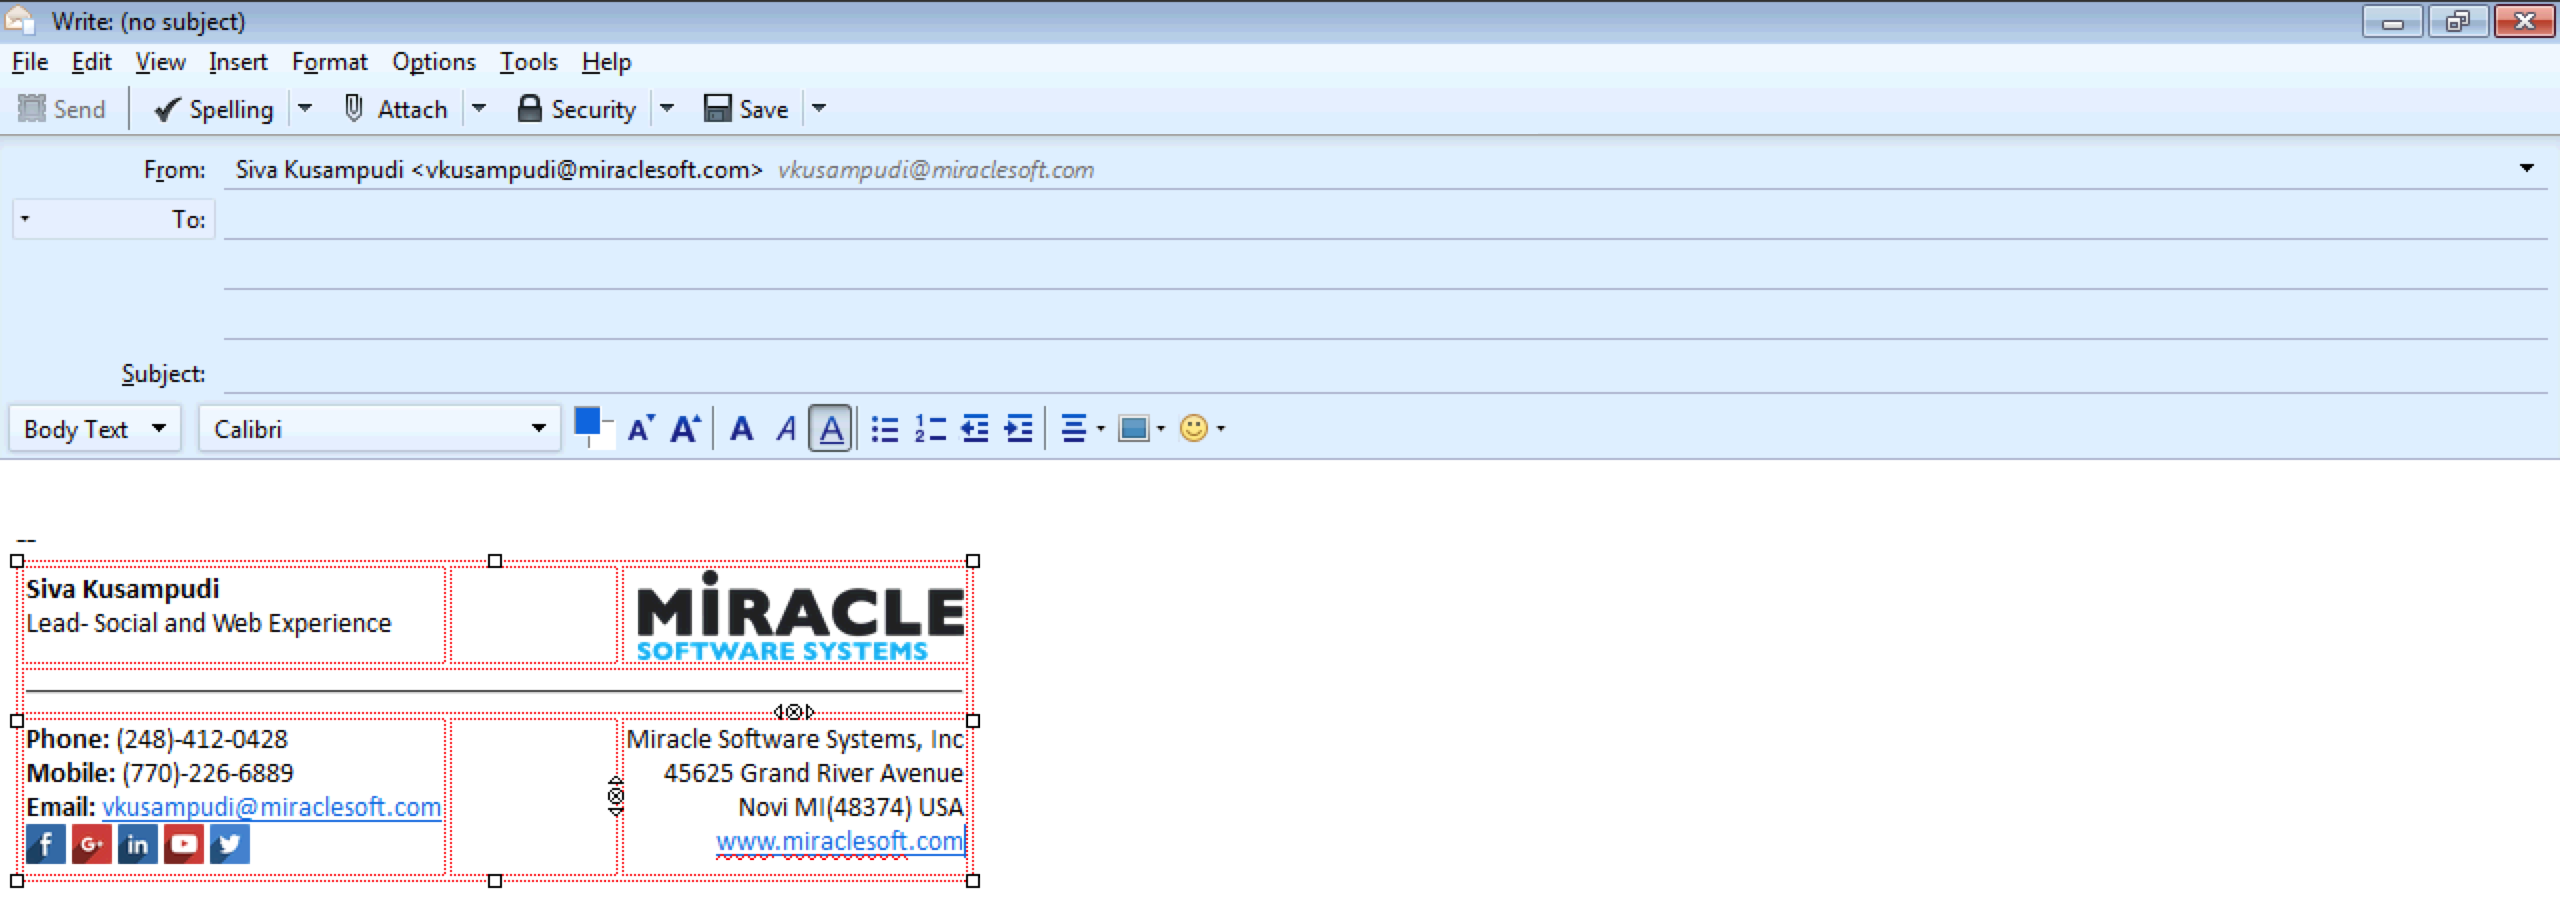 Write: (no subject)
File Edit View Insert Format Options Tools Help
Send Spelling Attach Security Save
From: Siva Kusampudi <vkusampudi@miraclesoft.com> vkusampudi@miraclesoft.com
To:
Subject:
Body Text Calibri
--
Siva Kusampudi
Lead- Social and Web Experience
MiRACLE
SOFTWARE SYSTEMS
Phone: (248)-412-0428
Mobile: (770)-226-6889
Email: vkusampudi@miraclesoft.com
Miracle Software Systems, Inc
45625 Grand River Avenue
Novi MI(48374) USA
www.miraclesoft.com